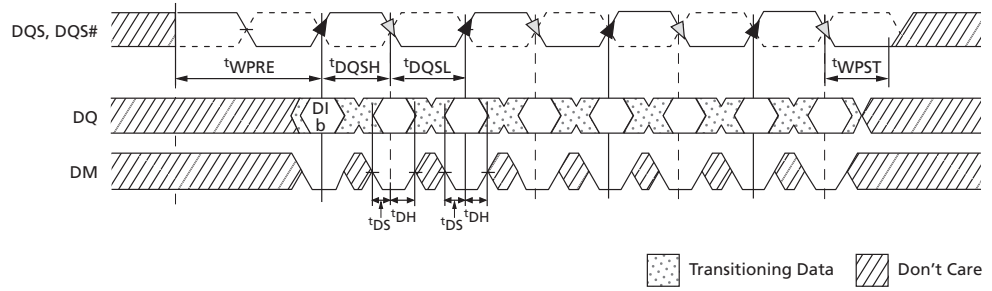 DQS, DQS#
tWPRE tDQSH tDQSL tWPST
DQ
DI
b
DM
tDS tDH tDS tDH
Transitioning Data Don't Care